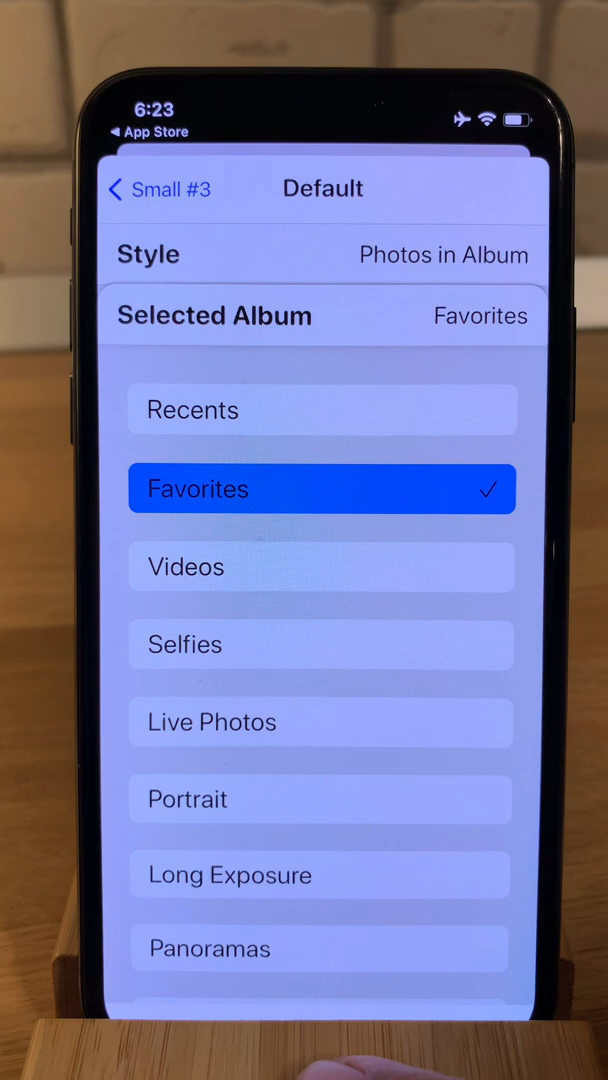 6:23
App Store
Small #3 Default
Style Photos in Album
Selected Album Favorites
Recents
Favorites
Videos
Selfies
Live Photos
Portrait
Long Exposure
Panoramas